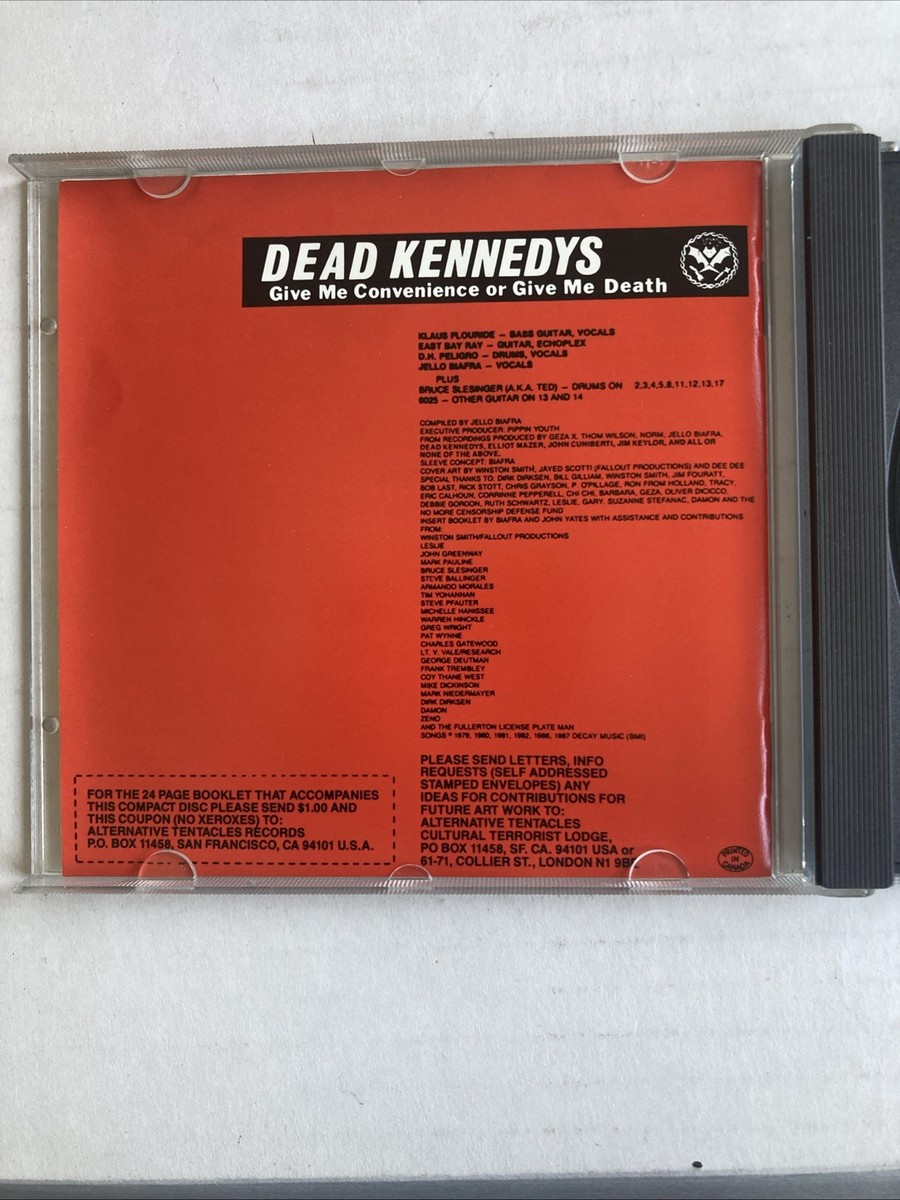 DEAD KENNEDYS
Give Me Convenience or Give Me Death
KLAUS FLOURIDE – BASS GUITAR, VOCALS
EAST BAY RAY – GUITAR, ECHOPLEX
D.H. PELIGRO – DRUMS, VOCALS
JELLO BIAFRA – VOCALS
PLUS
BRUCE SLESINGER (A.K.A. TED) – DRUMS ON 2,3,4,5,8,11,12,13,17
6025 – OTHER GUITAR ON 13 AND 14
COMPILED BY JELLO BIAFRA
EXECUTIVE PRODUCER: PIPPIN YOUTH
FROM RECORDINGS PRODUCED BY GEZA X, THOM WILSON, NORM, JELLO BIAFRA,
DEAD KENNEDYS, ELLIOT MAZER, JOHN CUNIBERTI, JIM KEYLOR, AND ALL OR
NONE OF THE ABOVE.
SLEEVE CONCEPT: BIAFRA
COVER ART BY WINSTON SMITH, JAYED SCOTTI (FALLOUT PRODUCTIONS) AND DEE DEE
SPECIAL THANKS TO: DIRK DIRKSEN, BILL GILLIAM, WINSTON SMITH, JIM FOURATT,
BOB LAST, RICK STOTT, CHRIS GRAYSON, P. O'PILLAGE, RON FROM HOLLAND, TRACY,
ERIC CALHOUN, CORRINNE PEPPERELL, CHI CHI, BARBARA, GEZA, OLIVER DICICCO,
DEBBIE GORDON, RUTH SCHWARTZ, LESLIE, GARY, SUZANNE STEFANAC, DAMON AND THE
NO MORE CENSORSHIP DEFENSE FUND
INSERT BOOKLET BY BIAFRA AND JOHN YATES WITH ASSISTANCE AND CONTRIBUTIONS
FROM:
WINSTON SMITH/FALLOUT PRODUCTIONS
LESLIE
JOHN GREENWAY
MARK PAULINE
BRUCE SLESINGER
STEVE BALLINGER
ARMANDO MORALES
TIM YOHANNAN
STEVE PFAUTER
MICHELLE HANISSEE
WARREN HINCKLE
GREG WRIGHT
PAT WYNNE
CHARLES GATEWOOD
LT. V. VALE/RESEARCH
GEORGE DEUTMAN
FRANK TREMBLEY
COY THANE WEST
MIKE DICKINSON
MARK NIEDERMAYER
DIRK DIRKSEN
DAMON
ZENO
AND THE FULLERTON LICENSE PLATE MAN
SONGS © 1979, 1980, 1981, 1982, 1986, 1987 DECAY MUSIC (BMI)
PLEASE SEND LETTERS, INFO
REQUESTS (SELF ADDRESSED
STAMPED ENVELOPES) ANY
IDEAS FOR CONTRIBUTIONS FOR
FUTURE ART WORK TO:
ALTERNATIVE TENTACLES
CULTURAL TERRORIST LODGE,
PO BOX 11458, SF. CA. 94101 USA or
61-71, COLLIER ST., LONDON N1
FOR THE 24 PAGE BOOKLET THAT ACCOMPANIES
THIS COMPACT DISC PLEASE SEND $1.00 AND
THIS COUPON (NO XEROXES) TO:
ALTERNATIVE TENTACLES RECORDS
P.O. BOX 11458, SAN FRANCISCO, CA 94101 U.S.A.
PRINTED
IN
CANADA